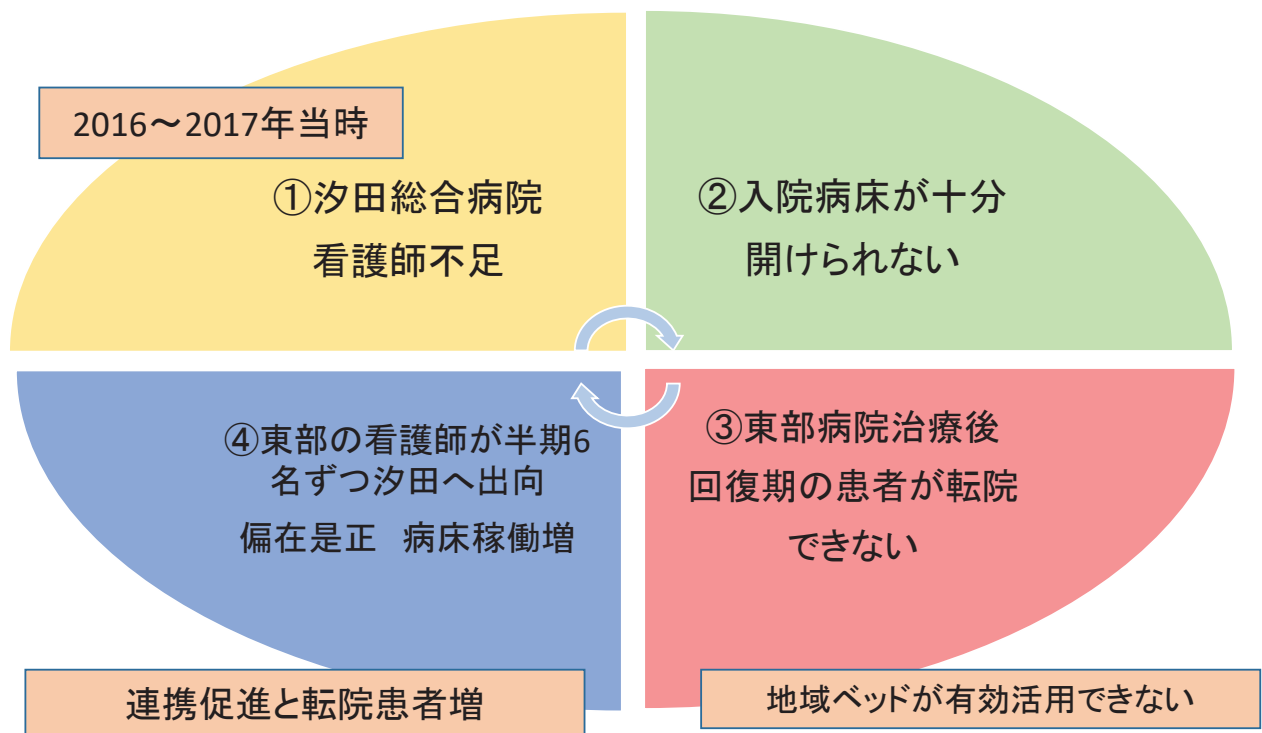 2016～2017年当時
①汐田総合病院
看護師不足
②入院病床が十分
開けられない
③東部病院治療後
回復期の患者が転院
できない
④東部の看護師が半期6
名ずつ汐田へ出向
偏在是正　病床稼働増
連携促進と転院患者増
地域ベッドが有効活用できない